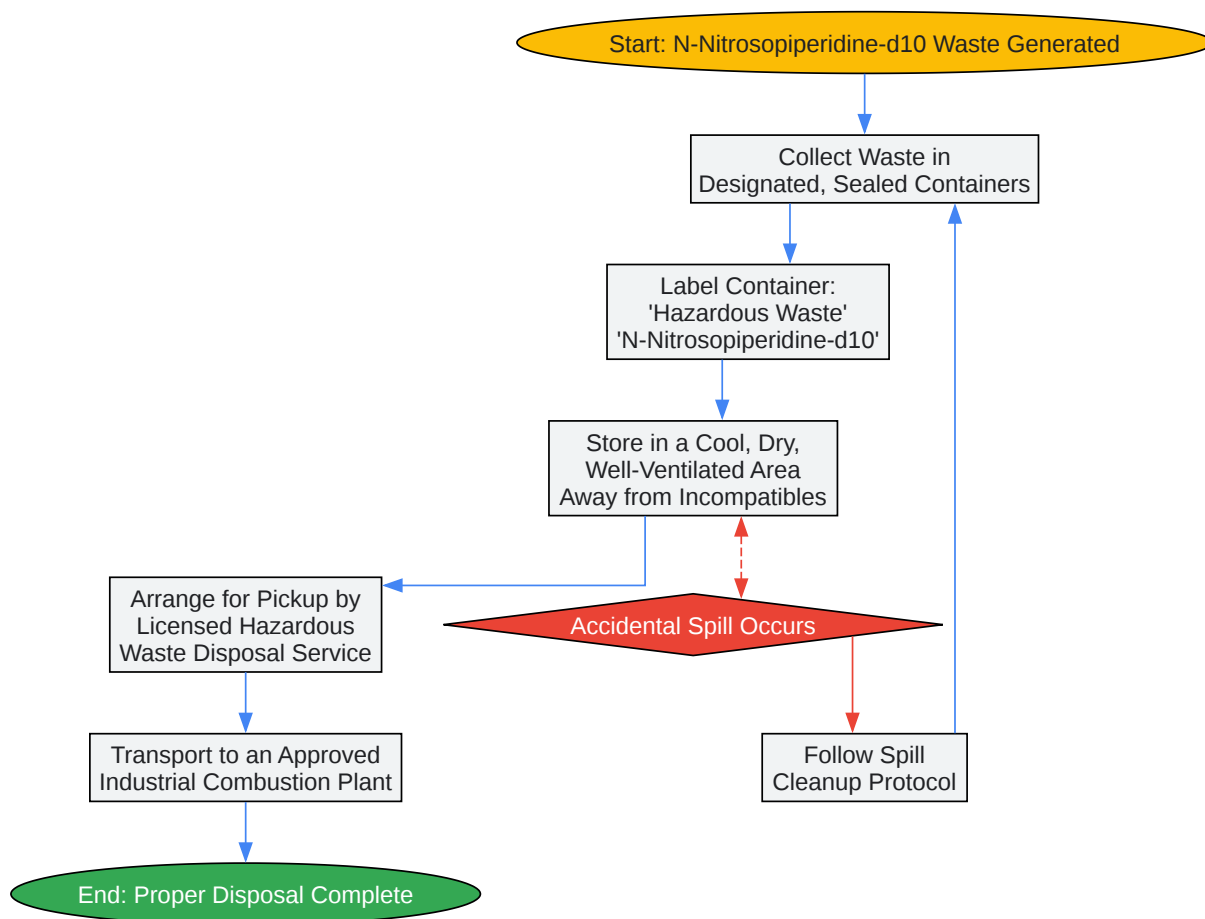 Start: N-Nitrosopiperidine-d10 Waste Generated
Collect Waste in
Designated, Sealed Containers
Label Container:
'Hazardous Waste'
'N-Nitrosopiperidine-d10'
Store in a Cool, Dry,
Well-Ventilated Area
Away from Incompatibles
Arrange for Pickup by
Licensed Hazardous
Waste Disposal Service
Accidental Spill Occurs
Transport to an Approved
Industrial Combustion Plant
Follow Spill
Cleanup Protocol
End: Proper Disposal Complete